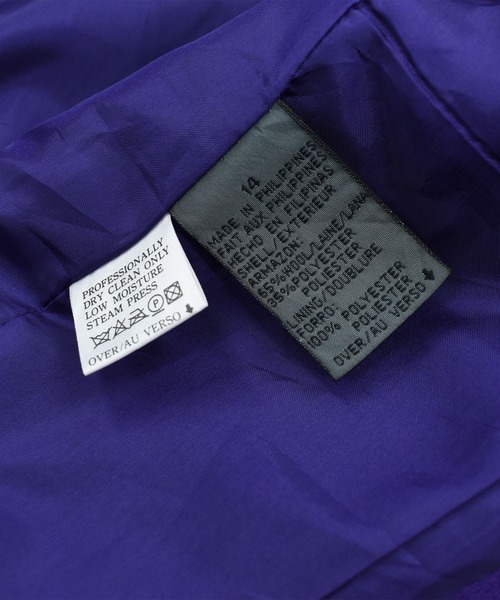 PROFESSIONALLY
DRY CLEAN ONLY
LOW MOISTURE
STEAM PRESS
P
OVER/AU VERSO
14
MADE IN PHILIPPINES
FAIT AUX PHILIPPINES
HECHO EN FILIPINAS
SHELL/EXTERIEUR
ARMAZON:
65% WOOL/LAINE/LANA
35% POLYESTER
POLIESTER
LINING/DOUBLURE
FORRO:
100% POLYESTER
POLIESTER
OVER/AU VERSO